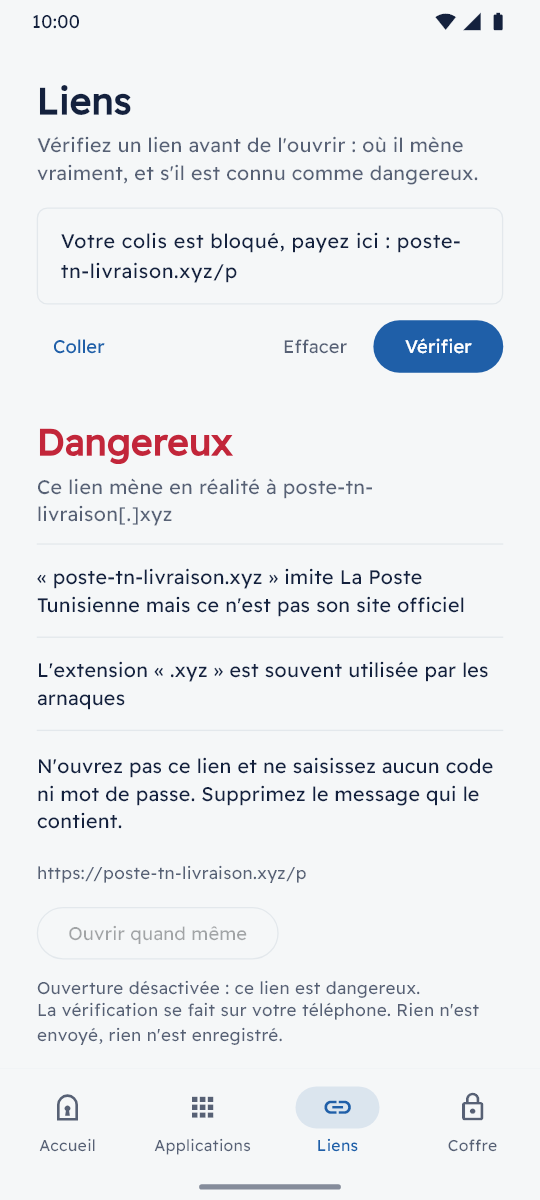 10:00
Liens
Vérifiez un lien avant de l'ouvrir : où il mène
vraiment, et s'il est connu comme dangereux.
Votre colis est bloqué, payez ici : poste-
tn-livraison.xyz/p
Coller
Effacer
Vérifier
Dangereux
Ce lien mène en réalité à poste-tn-
livraison[.]xyz
« poste-tn-livraison.xyz » imite La Poste
Tunisienne mais ce n'est pas son site officiel
L'extension « .xyz » est souvent utilisée par les
arnaques
N'ouvrez pas ce lien et ne saisissez aucun code
ni mot de passe. Supprimez le message qui le
contient.
https://poste-tn-livraison.xyz/p
Ouvrir quand même
Ouverture désactivée : ce lien est dangereux.
La vérification se fait sur votre téléphone. Rien n'est
envoyé, rien n'est enregistré.
Accueil
Applications
Liens
Coffre